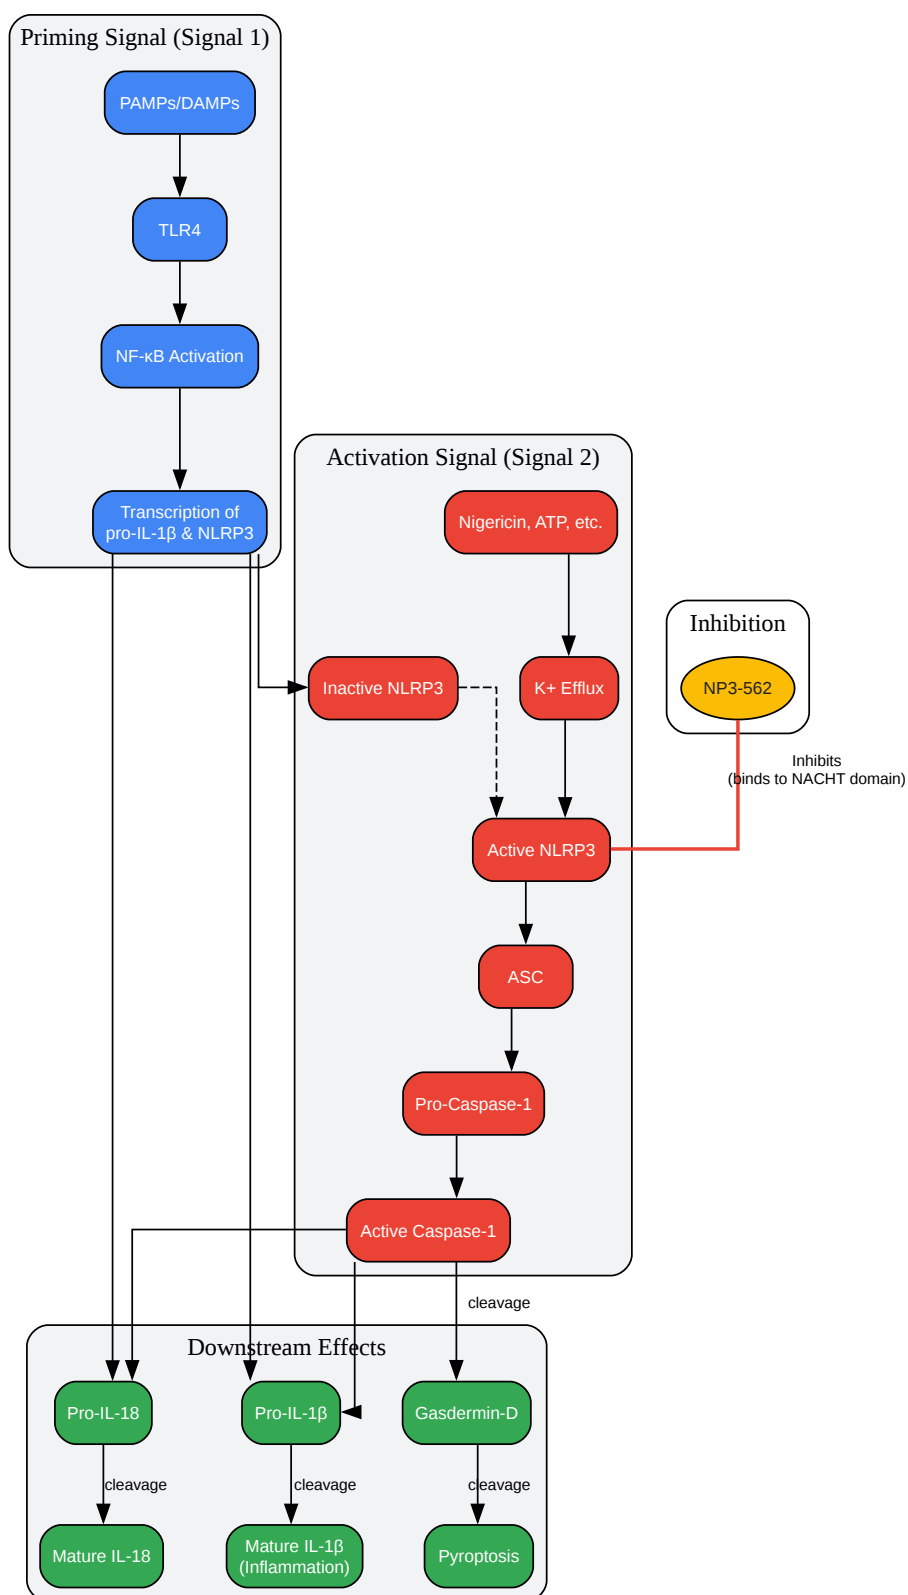 Priming Signal (Signal 1)
PAMPs/DAMPs
TLR4
NF-κB Activation
Transcription of
pro-IL-1β & NLRP3
Activation Signal (Signal 2)
Nigericin, ATP, etc.
Inactive NLRP3
K+ Efflux
Active NLRP3
ASC
Pro-Caspase-1
Active Caspase-1
Inhibition
NP3-562
Inhibits
(binds to NACHT domain)
cleavage
Downstream Effects
Pro-IL-18
Pro-IL-1β
Gasdermin-D
cleavage
cleavage
cleavage
Mature IL-18
Mature IL-1β
(Inflammation)
Pyroptosis